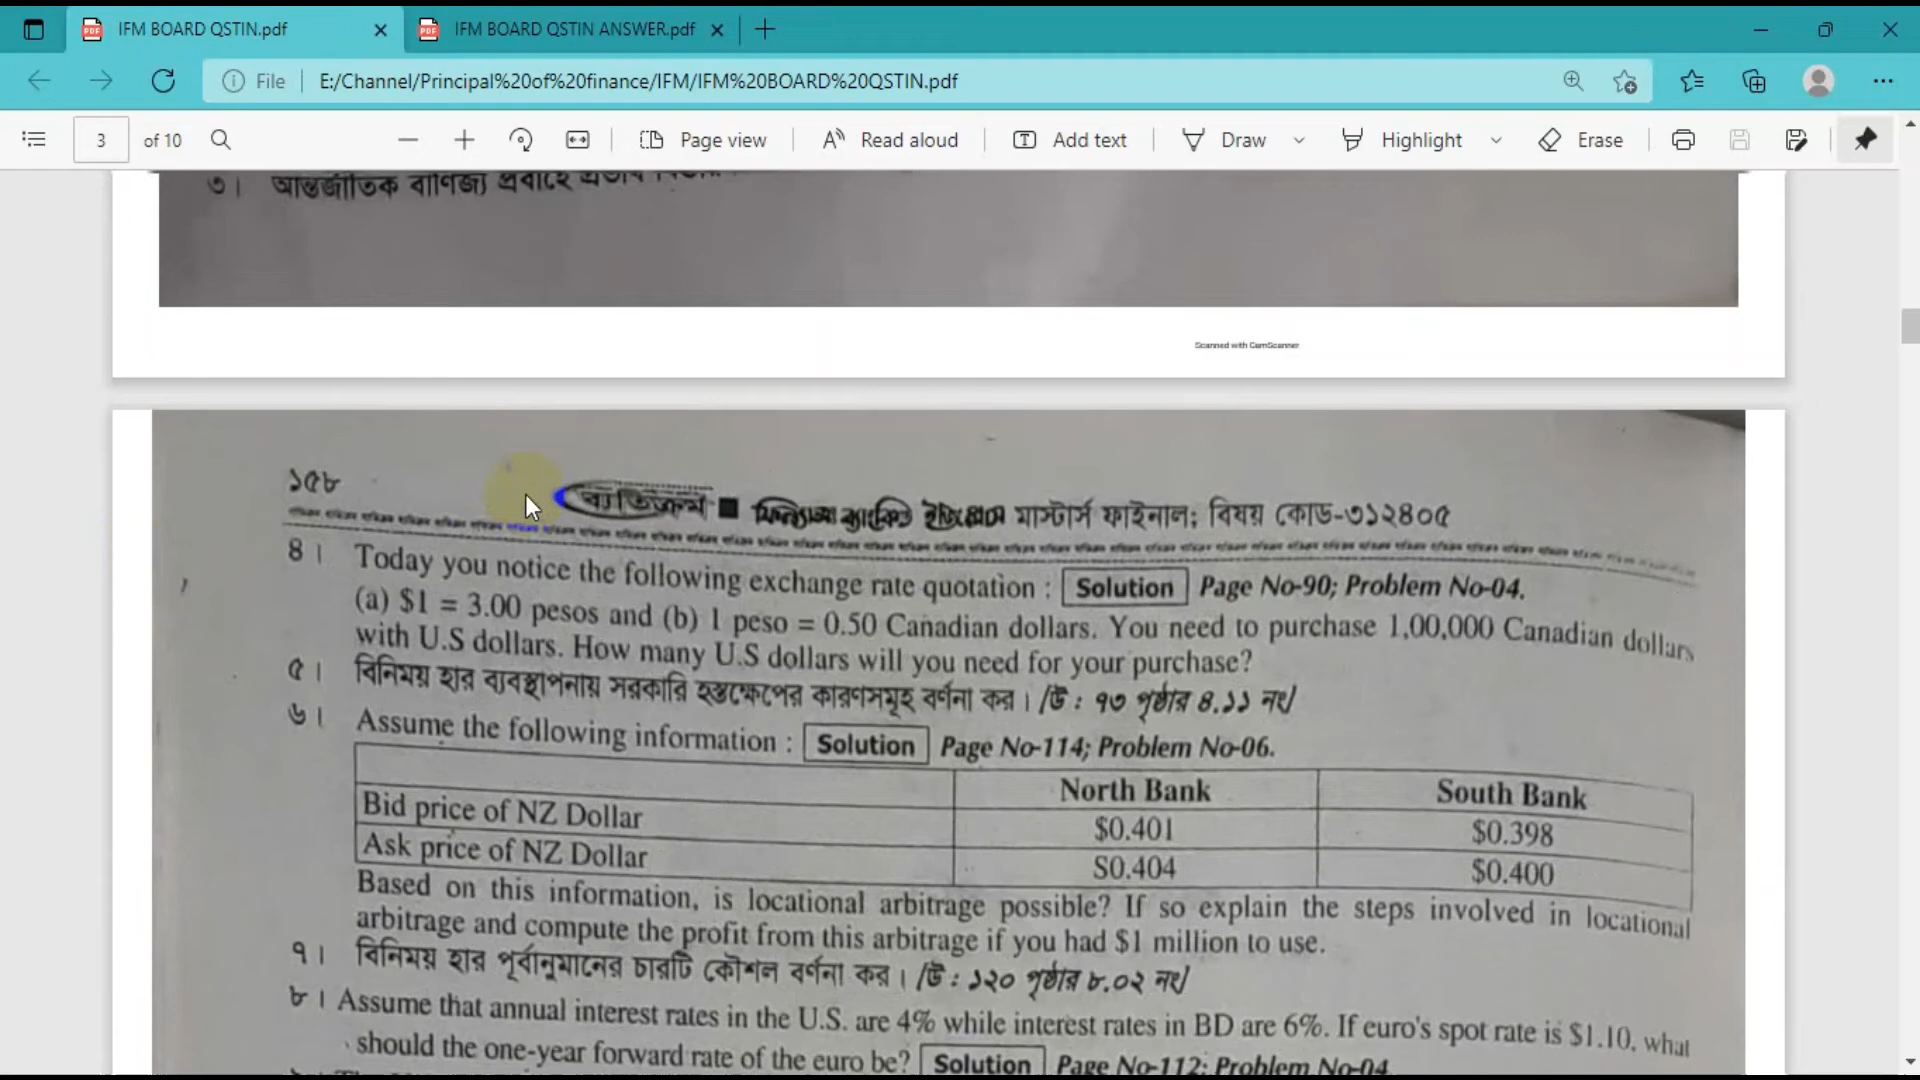 IFM BOARD QSTIN.pdf
IFM BOARD QSTIN ANSWER.pdf
File
E:/Channel/Principal%20of%20finance/IFM/IFM%20BOARD%20QSTIN.pdf
3 of 10
Page view
Read aloud
Add text
Draw
Highlight
Erase
৩। আন্তর্জাতিক বাণিজ্য প্রবাহে প্রভাব
Scanned with CamScanner
১৫৮
ব্যতিক্রম ■ মাস্টার্স ফাইনাল; বিষয় কোড-৩১২৪০৫
৪। Today you notice the following exchange rate quotation : Solution Page No-90; Problem No-04.
(a) $1 = 3.00 pesos and (b) 1 peso = 0.50 Canadian dollars. You need to purchase 1,00,000 Canadian dollars
with U.S dollars. How many U.S dollars will you need for your purchase?
৫। বিনিময় হার ব্যবস্থাপনায় সরকারি হস্তক্ষেপের কারণসমূহ বর্ণনা কর। /উ : ৭৩ পৃষ্ঠার ৪.১১ নং/
৬। Assume the following information : Solution Page No-114; Problem No-06.
North Bank South Bank
Bid price of NZ Dollar $0.401 $0.398
Ask price of NZ Dollar S0.404 $0.400
Based on this information, is locational arbitrage possible? If so explain the steps involved in locational
arbitrage and compute the profit from this arbitrage if you had $1 million to use.
৭। বিনিময় হার পূর্বানুমানের চারটি কৌশল বর্ণনা কর। /উ : ১২০ পৃষ্ঠার ৮.০২ নং/
৮। Assume that annual interest rates in the U.S. are 4% while interest rates in BD are 6%. If euro's spot rate is $1.10, what
should the one-year forward rate of the euro be? Solution Page No-112; Problem No-04.